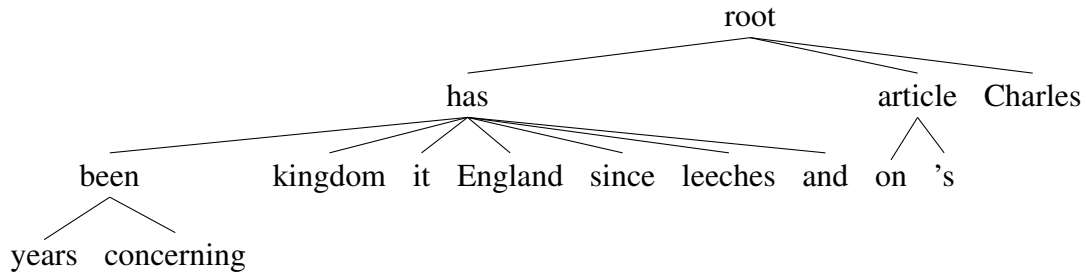 root
has article Charles
been kingdom it England since leeches and on ’s
years concerning